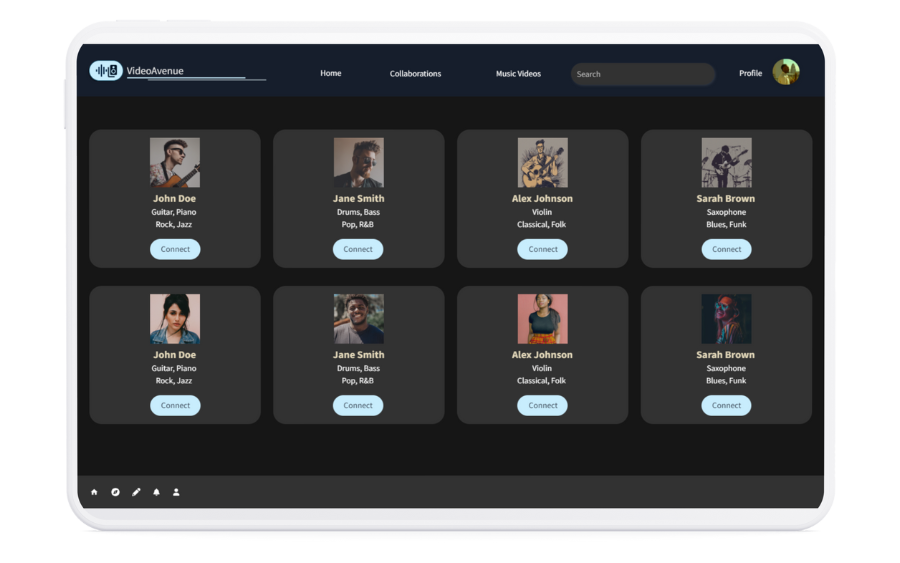 VideoAvenue
Home
Collaborations
Music Videos
Search
Profile
John Doe
Guitar, Piano
Rock, Jazz
Connect
Jane Smith
Drums, Bass
Pop, R&B
Connect
Alex Johnson
Violin
Classical, Folk
Connect
Sarah Brown
Saxophone
Blues, Funk
Connect
John Doe
Guitar, Piano
Rock, Jazz
Connect
Jane Smith
Drums, Bass
Pop, R&B
Connect
Alex Johnson
Violin
Classical, Folk
Connect
Sarah Brown
Saxophone
Blues, Funk
Connect